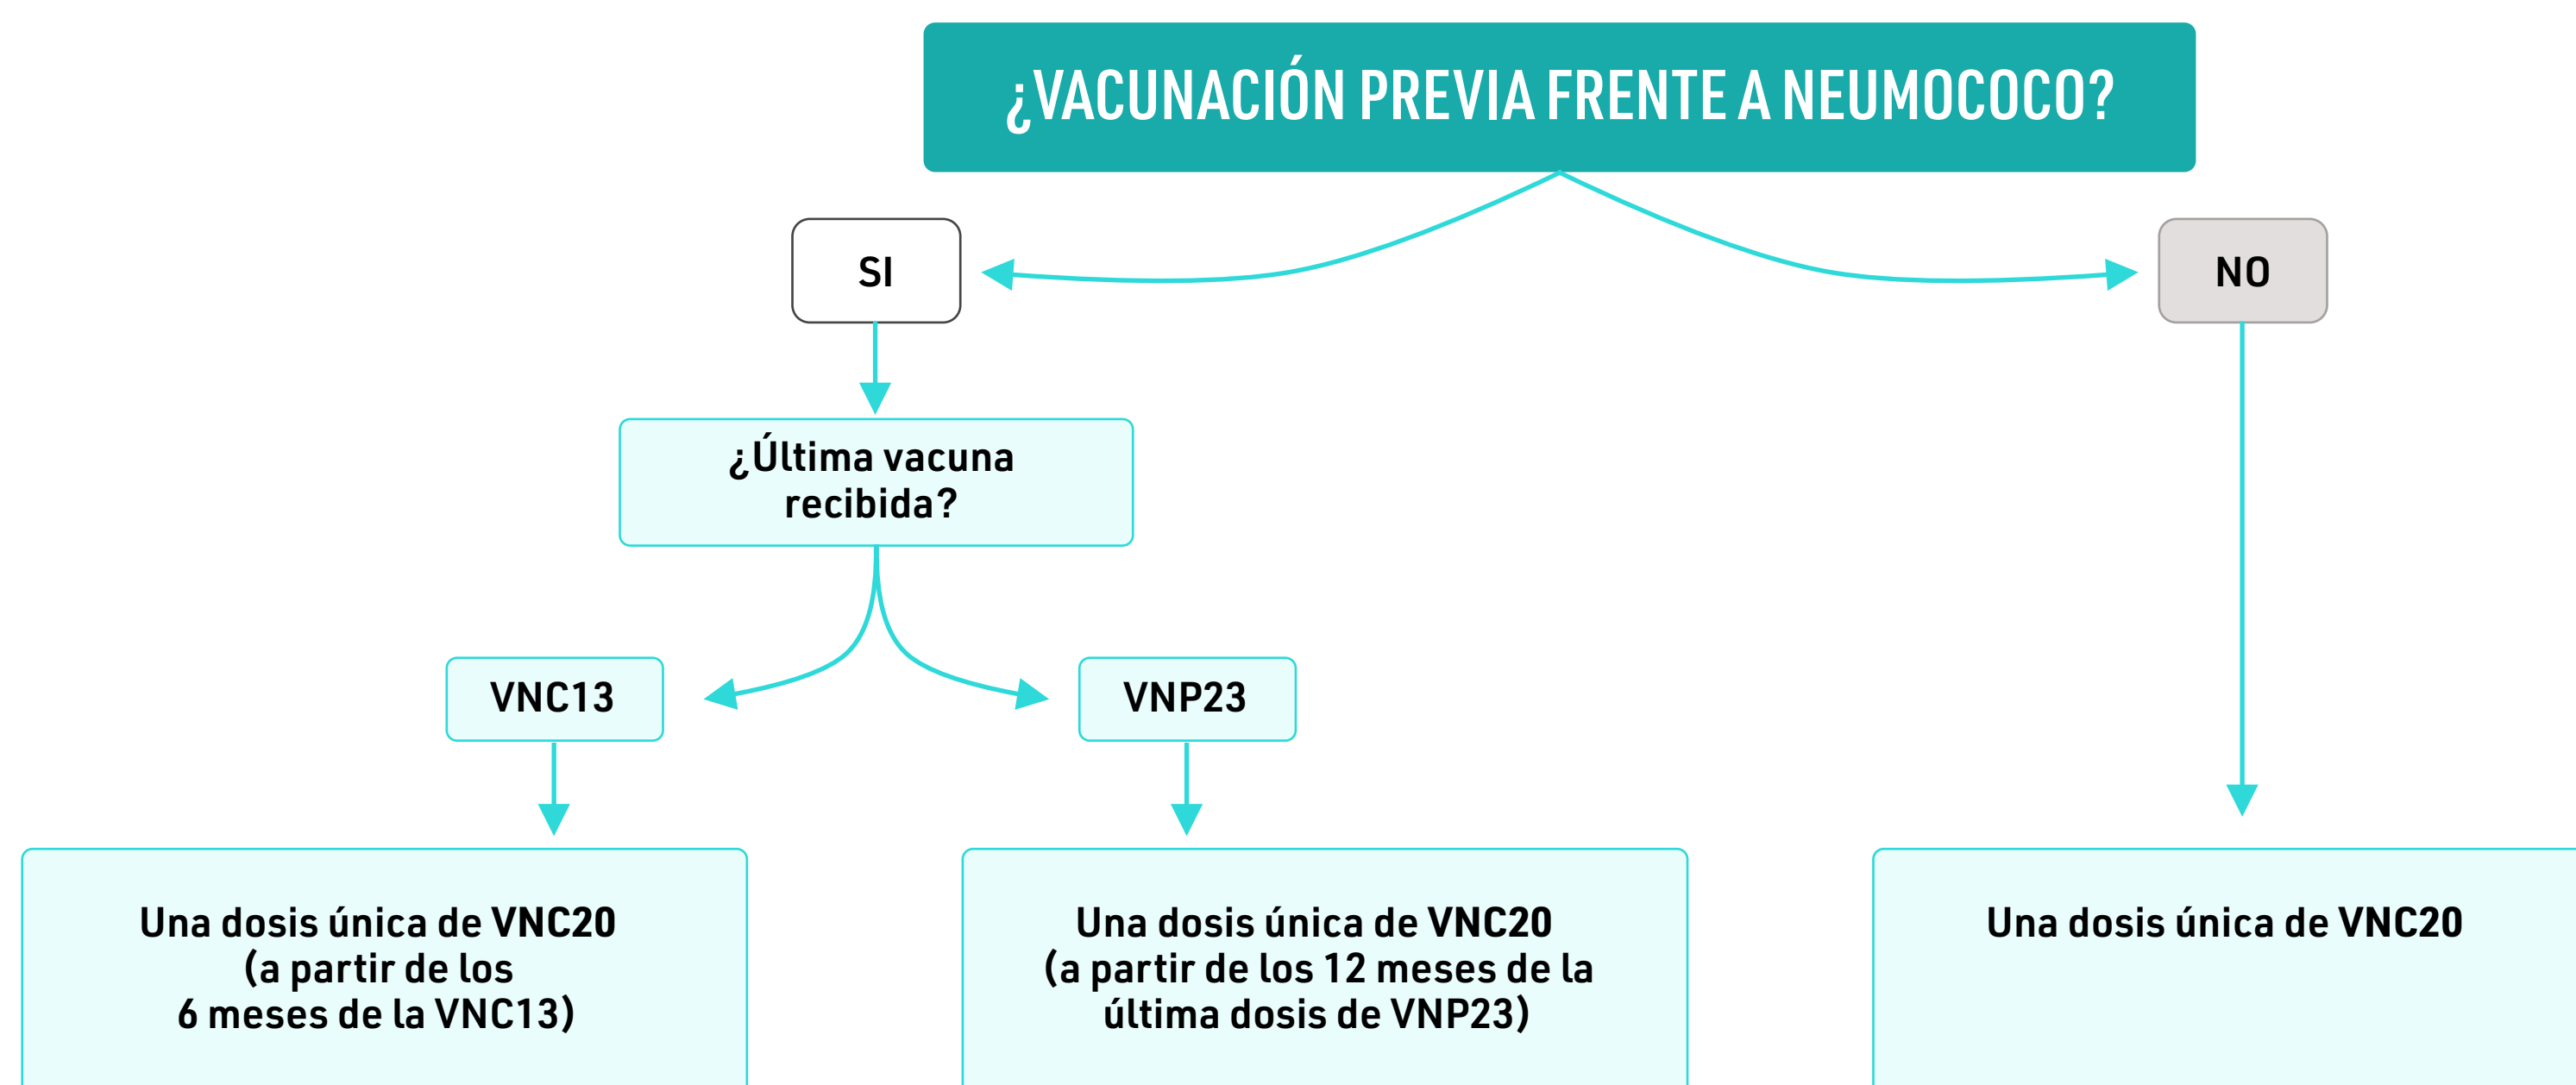 ¿VACUNACIÓN PREVIA FRENTE A NEUMOCOCO?
SI
NO
¿Última vacuna
recibida?
VNC13
VNP23
Una dosis única de VNC20
(a partir de los
6 meses de la VNC13)
Una dosis única de VNC20
(a partir de los 12 meses de la
última dosis de VNP23)
Una dosis única de VNC20